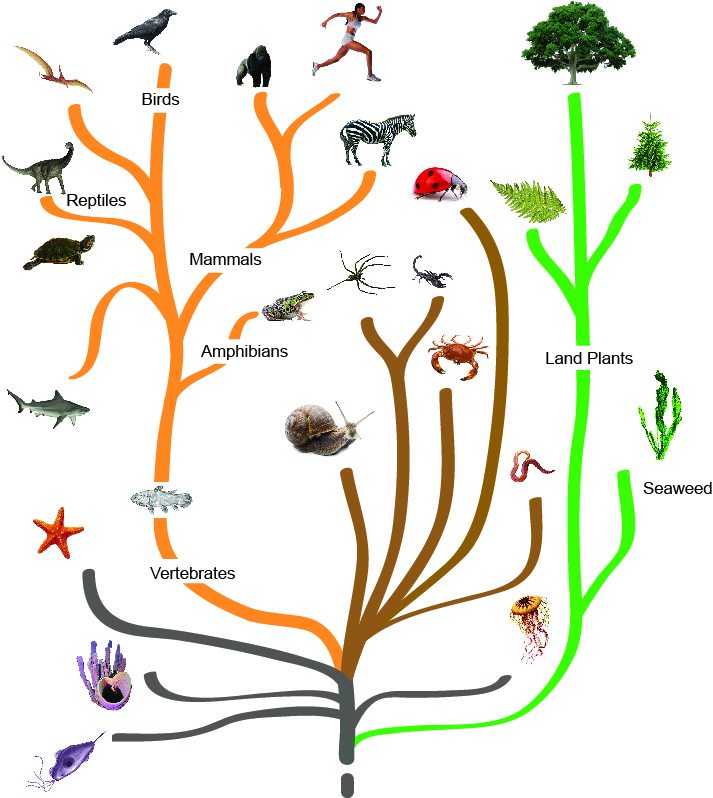 Birds
Reptiles
Mammals
Amphibians
Land Plants
Seaweed
Vertebrates